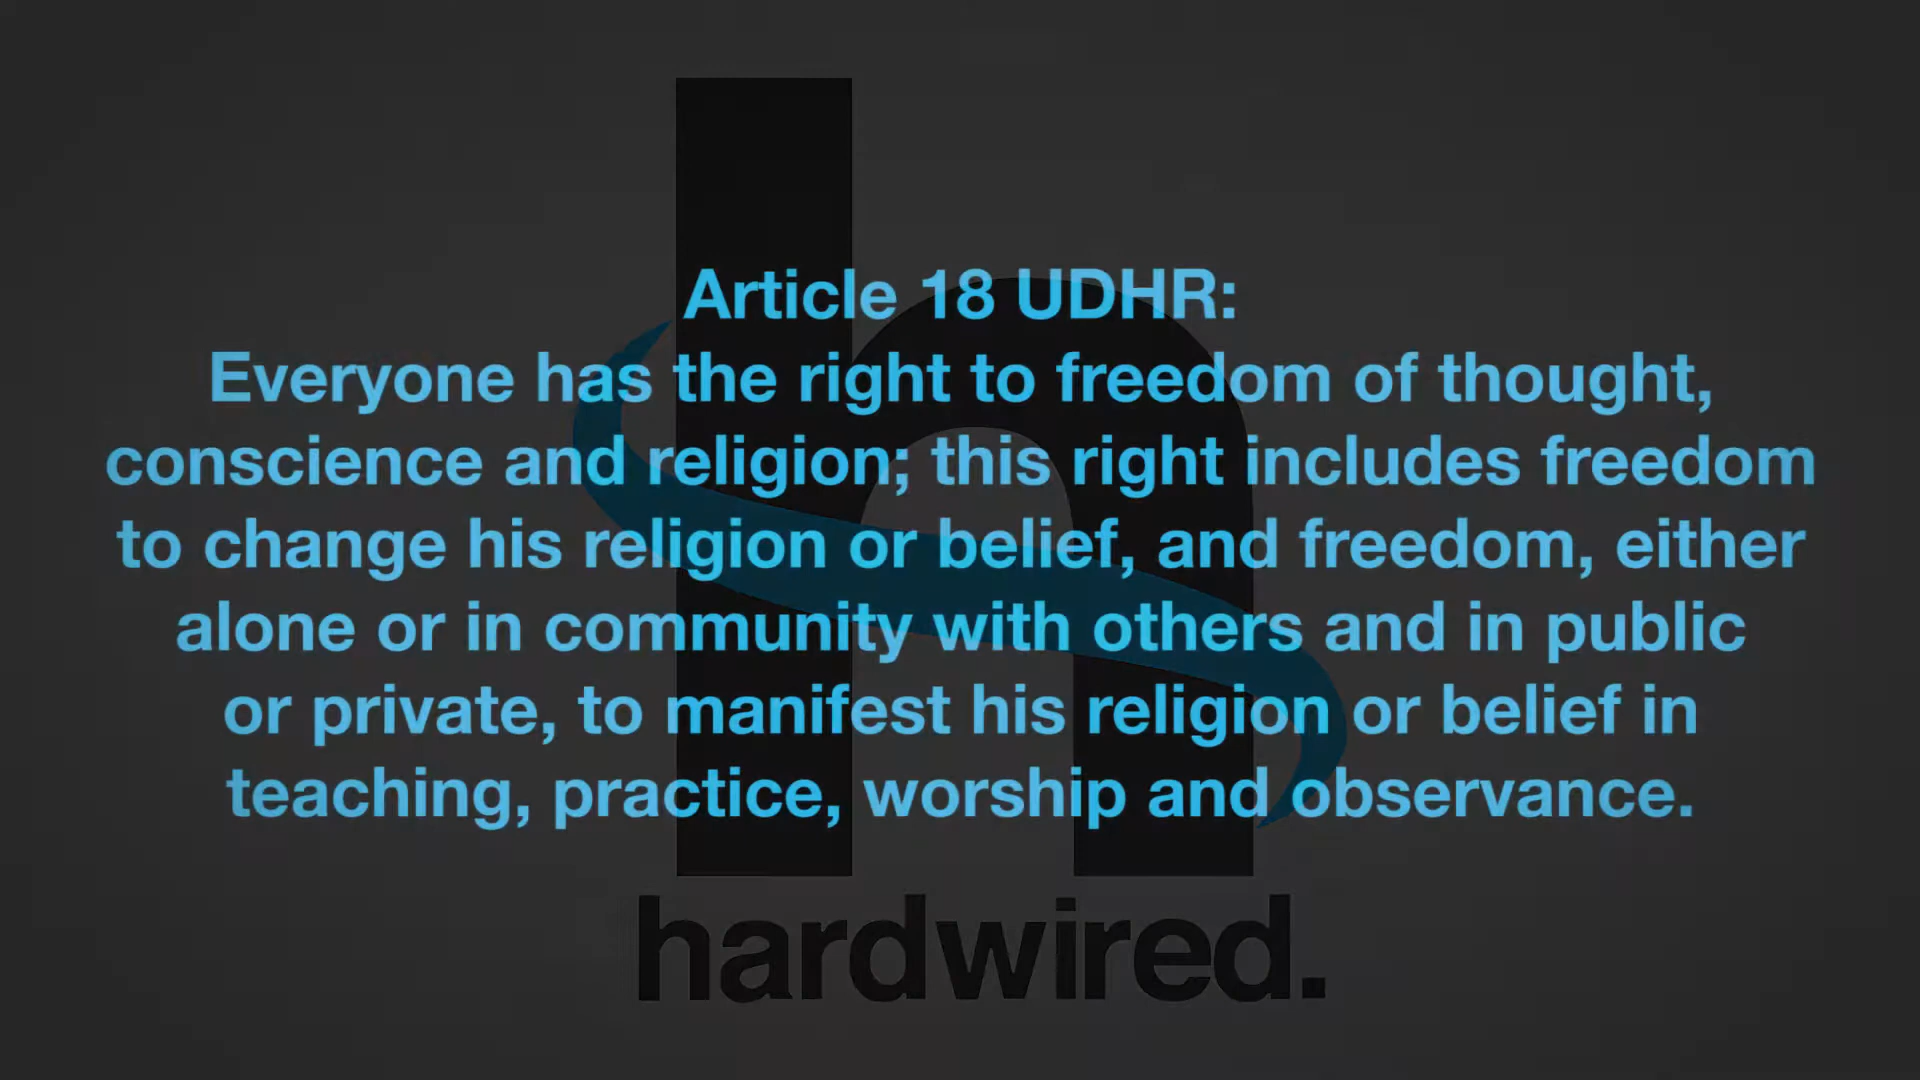 Article 18 UDHR:
Everyone has the right to freedom of thought,
conscience and religion; this right includes freedom
to change his religion or belief, and freedom, either
alone or in community with others and in public
or private, to manifest his religion or belief in
teaching, practice, worship and observance.
h
hardwired.